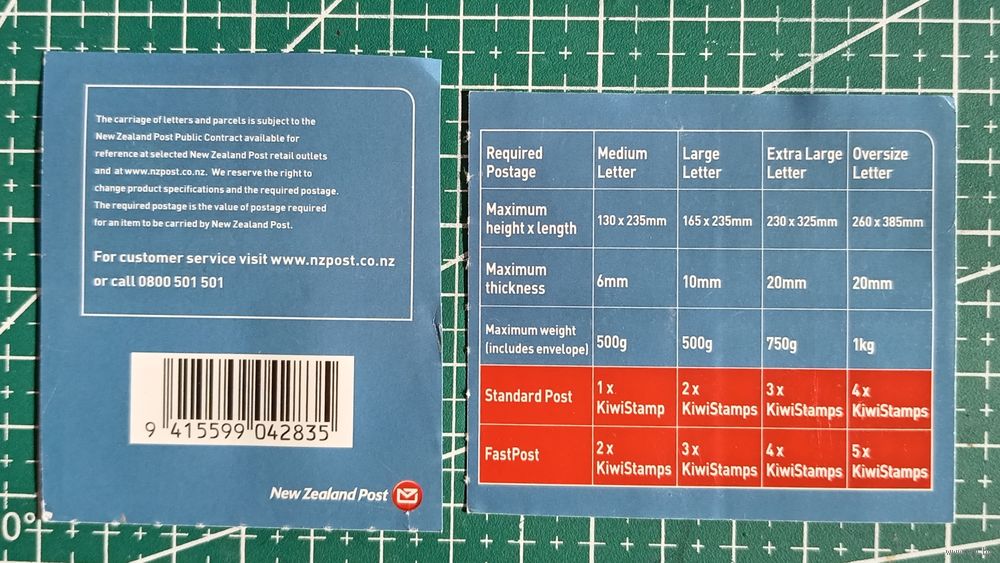 The carriage of letters and parcels is subject to the
New Zealand Post Public Contract available for
reference at selected New Zealand Post retail outlets
and at www.nzpost.co.nz. We reserve the right to
change product specifications and the required postage.
The required postage is the value of postage required
for an item to be carried by New Zealand Post.
For customer service visit www.nzpost.co.nz
or call 0800 501 501
9 415599 042835
New Zealand Post
0°
Required Postage Medium Letter Large Letter Extra Large Letter Oversize Letter
Maximum height x length 130 x 235mm 165 x 235mm 230 x 325mm 260 x 385mm
Maximum thickness 6mm 10mm 20mm 20mm
Maximum weight (includes envelope) 500g 500g 750g 1kg
Standard Post 1 x KiwiStamp 2 x KiwiStamps 3 x KiwiStamps 4 x KiwiStamps
FastPost 2 x KiwiStamps 3 x KiwiStamps 4 x KiwiStamps 5 x KiwiStamps